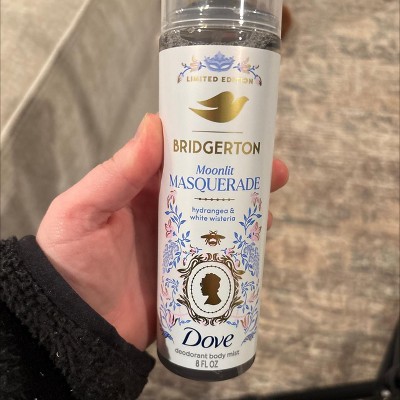 LIMITED EDITION
BRIDGERTON
Moonlit
MASQUERADE
hydrangea &
white wisteria
Dove
deodorant body mist
8 FL OZ